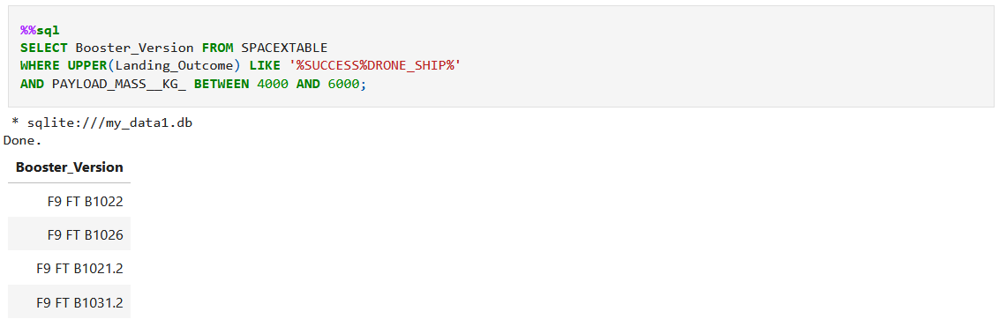 %%sql
SELECT Booster_Version FROM SPACEXTABLE
WHERE UPPER(Landing_Outcome) LIKE '%SUCCESS%DRONE_SHIP%'
AND PAYLOAD_MASS__KG_ BETWEEN 4000 AND 6000;
* sqlite:///my_data1.db
Done.
Booster_Version
F9 FT B1022
F9 FT B1026
F9 FT B1021.2
F9 FT B1031.2